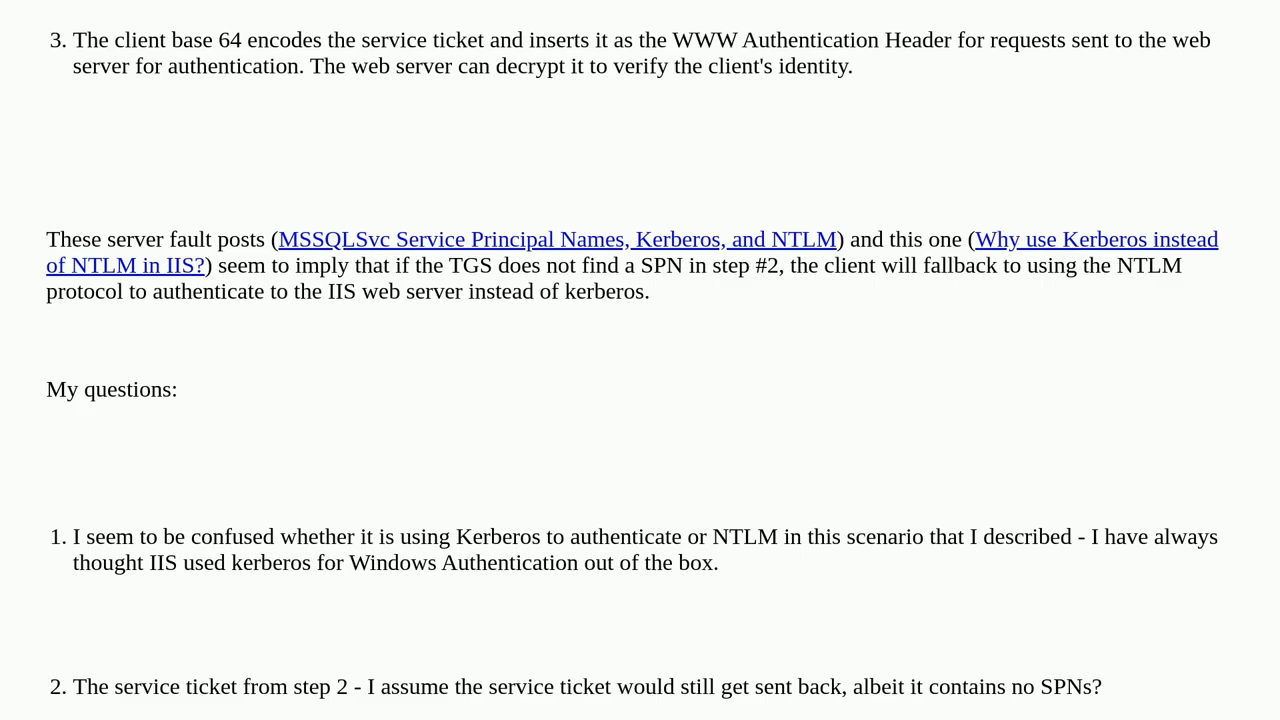 3. The client base 64 encodes the service ticket and inserts it as the WWW Authentication Header for requests sent to the web
server for authentication. The web server can decrypt it to verify the client's identity.
These server fault posts (MSSQLSvc Service Principal Names, Kerberos, and NTLM) and this one (Why use Kerberos instead
of NTLM in IIS?) seem to imply that if the TGS does not find a SPN in step #2, the client will fallback to using the NTLM
protocol to authenticate to the IIS web server instead of kerberos.
My questions:
1. I seem to be confused whether it is using Kerberos to authenticate or NTLM in this scenario that I described - I have always
thought IIS used kerberos for Windows Authentication out of the box.
2. The service ticket from step 2 - I assume the service ticket would still get sent back, albeit it contains no SPNs?